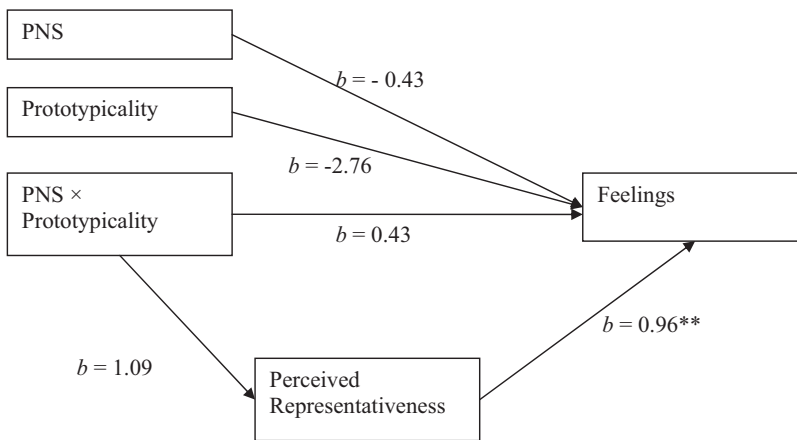 PNS
b = - 0.43
Prototypicality
b = -2.76
PNS ×
Prototypicality
Feelings
b = 0.43
b = 0.96**
b = 1.09
Perceived
Representativeness